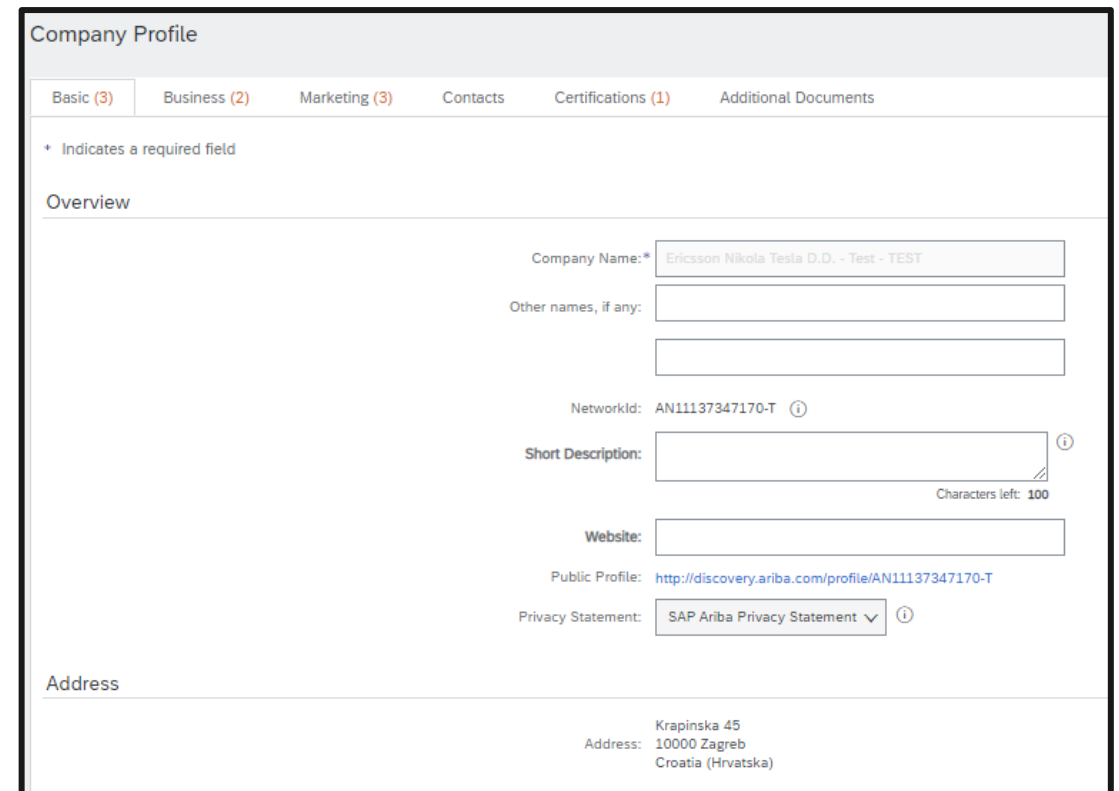 Company Profile
Basic (3) Business (2) Marketing (3) Contacts Certifications (1) Additional Documents
* Indicates a required field
Overview
Company Name:* Ericsson Nikola Tesla D.D. - Test - TEST
Other names, if any:
NetworkId: AN11137347170-T
Short Description:
Characters left: 100
Website:
Public Profile: http://discovery.ariba.com/profile/AN11137347170-T
Privacy Statement: SAP Ariba Privacy Statement
Address
Krapinska 45
Address: 10000 Zagreb
Croatia (Hrvatska)